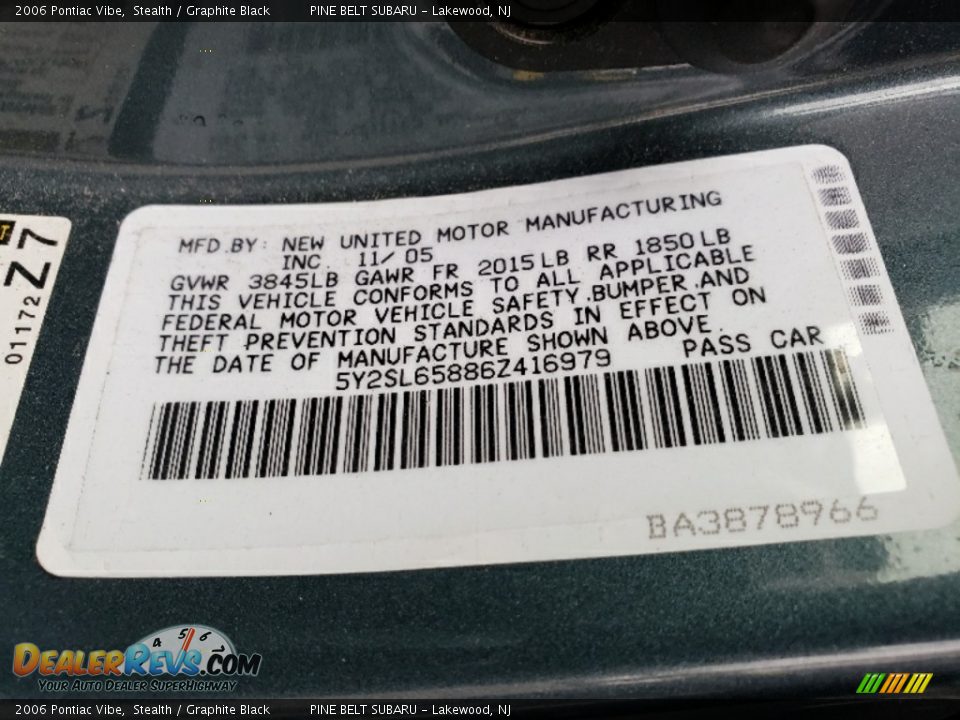 2006 Pontiac Vibe, Stealth / Graphite Black PINE BELT SUBARU – Lakewood, NJ
Z7
01172
MFD.BY: NEW UNITED MOTOR MANUFACTURING
INC. 11/05
GVWR 3845LB GAWR FR 2015LB RR 1850LB
THIS VEHICLE CONFORMS TO ALL APPLICABLE
FEDERAL MOTOR VEHICLE SAFETY,BUMPER,AND
THEFT PREVENTION STANDARDS IN EFFECT ON
THE DATE OF MANUFACTURE SHOWN ABOVE.
5Y2SL65886Z416979 PASS CAR
BA3878966
4 5 6
DEALERREVS.COM
YOUR AUTO DEALER SUPERHIGHWAY
2006 Pontiac Vibe, Stealth / Graphite Black PINE BELT SUBARU – Lakewood, NJ